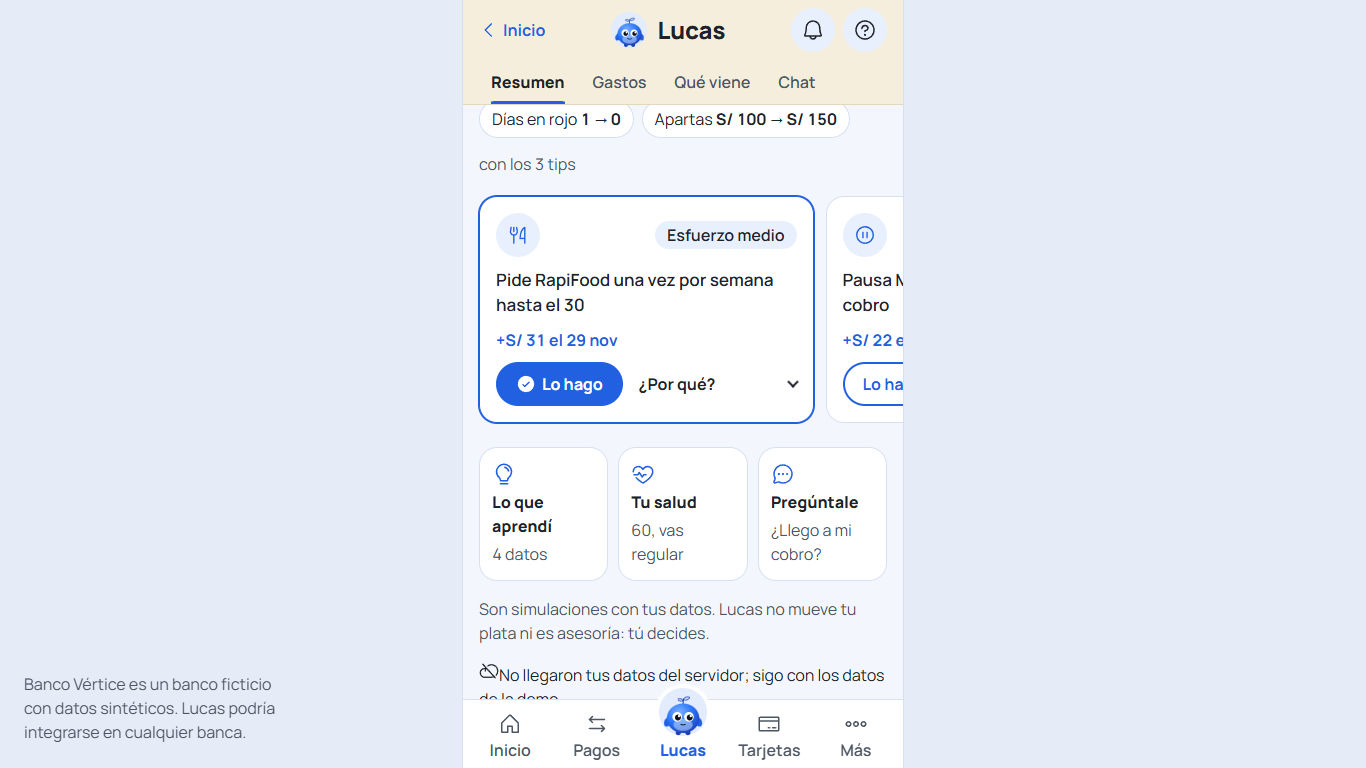 Inicio
Lucas
Resumen
Gastos
Qué viene
Chat
Días en rojo 1 → 0
Apartas S/ 100 → S/ 150
con los 3 tips
Esfuerzo medio
Pide RapiFood una vez por semana
hasta el 30
+S/ 31 el 29 nov
Lo hago
¿Por qué?
Pausa
cobro
+S/ 22
Lo
Lo que
aprendí
4 datos
Tu salud
60, vas
regular
Pregúntale
¿Llego a mi
cobro?
Son simulaciones con tus datos. Lucas no mueve tu
plata ni es asesoría: tú decides.
No llegaron tus datos del servidor; sigo con los datos
de la demo
Inicio
Pagos
Lucas
Tarjetas
Más
Banco Vértice es un banco ficticio
con datos sintéticos. Lucas podría
integrarse en cualquier banca.